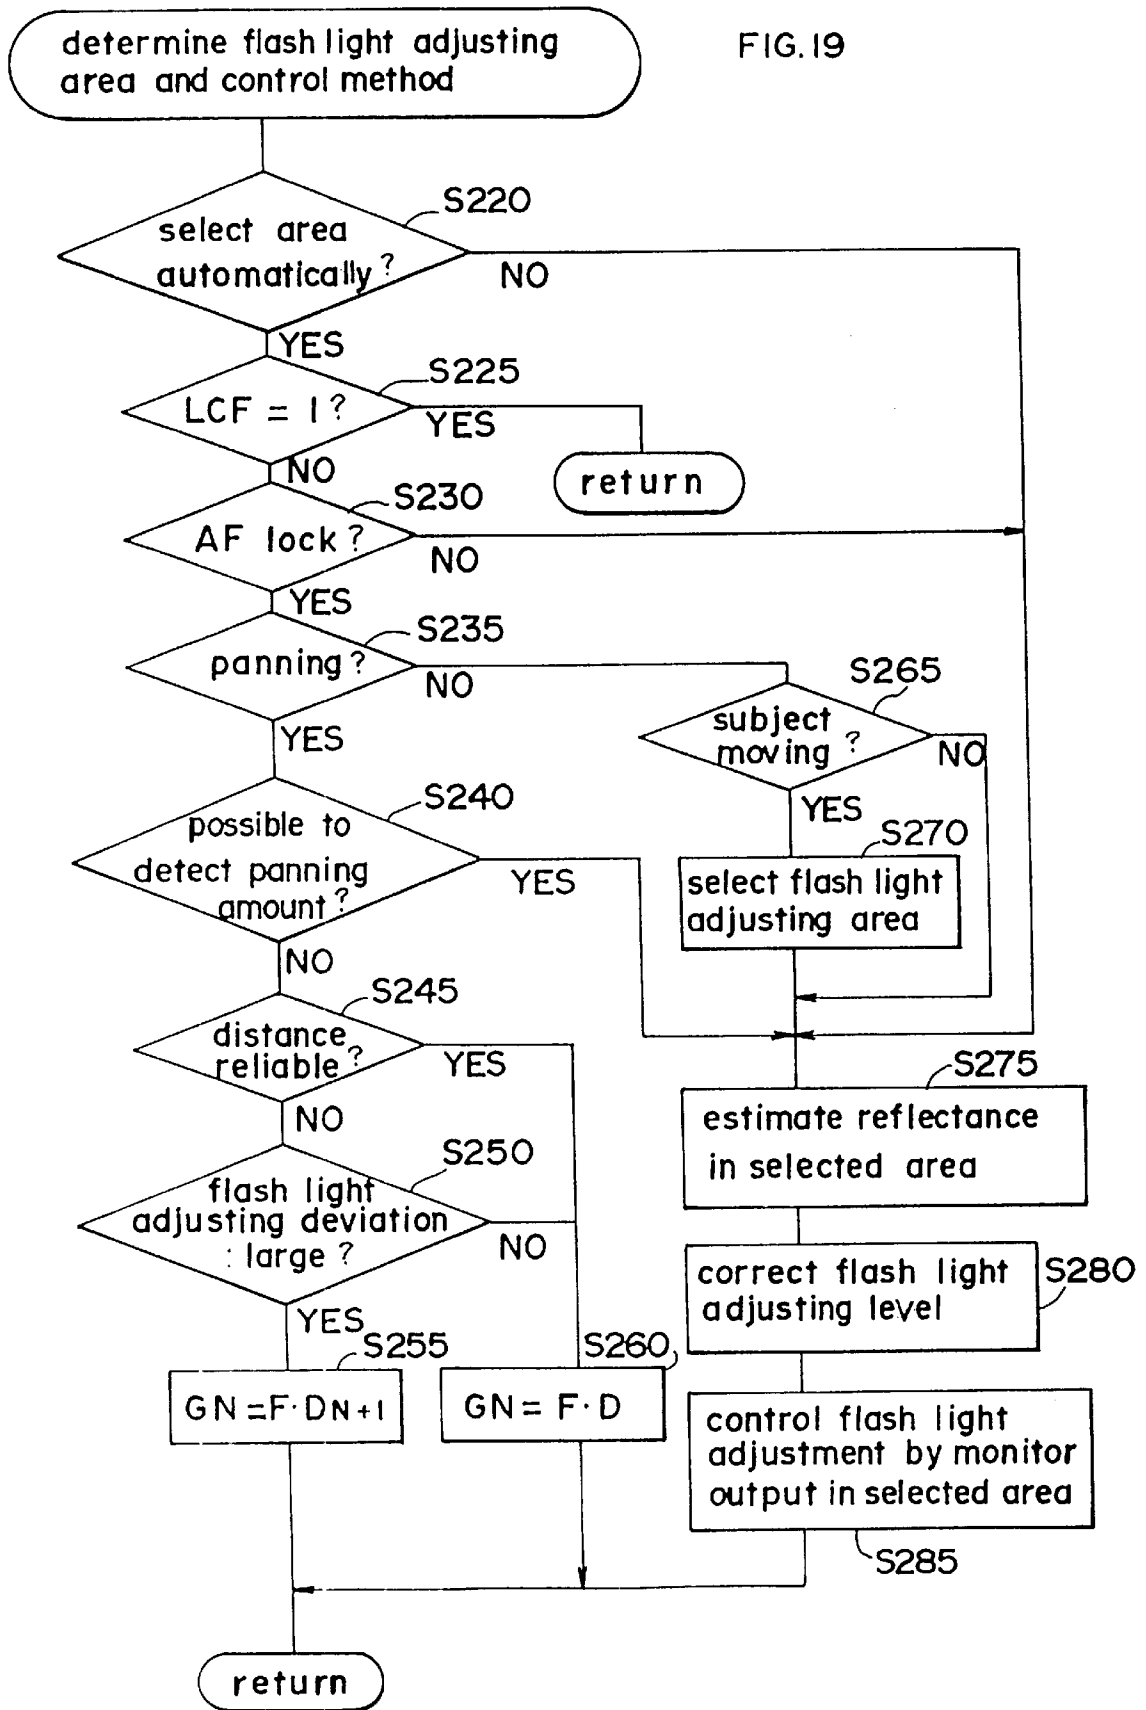 FIG.19
determine flash light adjusting
area and control method
S220
select area
automatically?
NO
YES
S225
LCF = 1?
YES
NO
return
S230
AF lock?
NO
YES
S235
panning?
NO
YES
S265
subject
moving?
NO
YES
S240
possible to
detect panning
amount?
YES
NO
S270
select flash light
adjusting area
S245
distance
reliable?
YES
NO
S250
flash light
adjusting deviation
: large?
NO
YES
S275
estimate reflectance
in selected area
S280
correct flash light
adjusting level
S255
GN=F·DN+1
S260
GN= F·D
control flash light
adjustment by monitor
output in selected area
S285
return